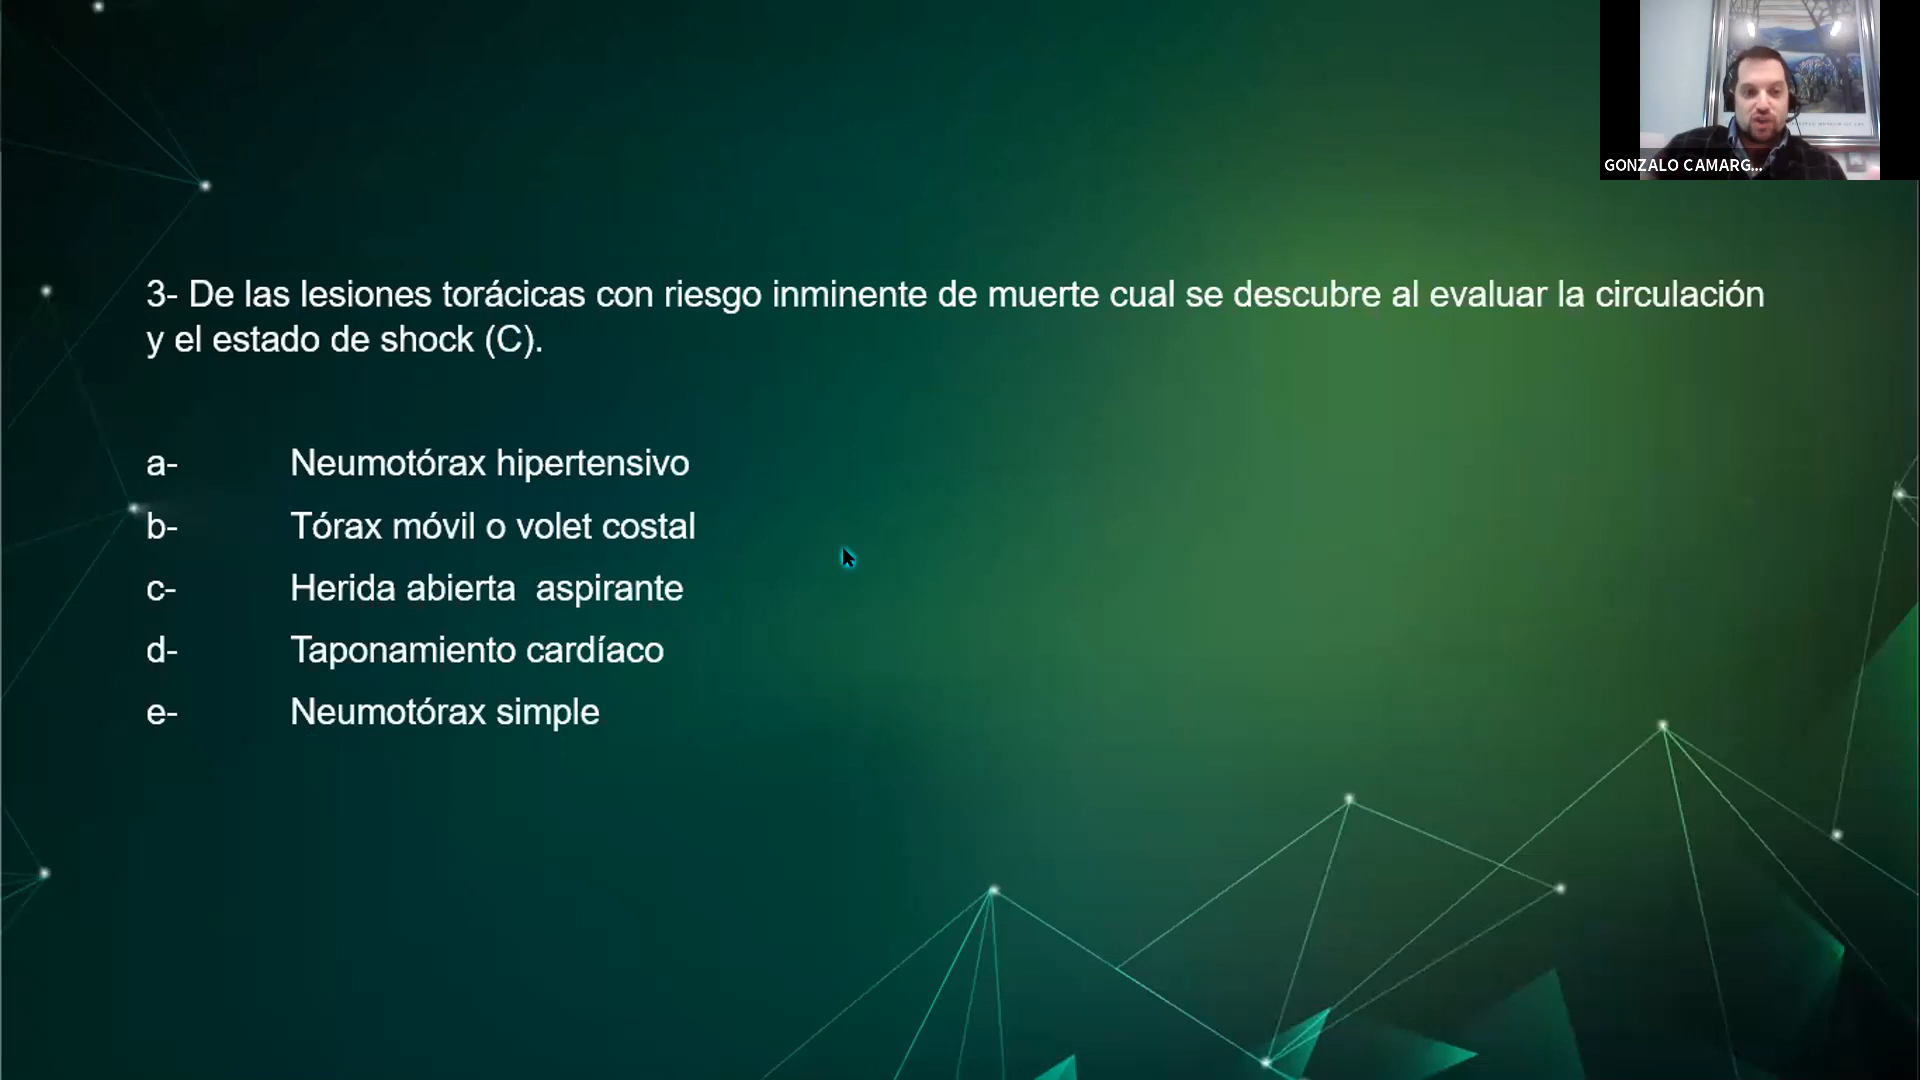 GONZALO CAMARG...
3- De las lesiones torácicas con riesgo inminente de muerte cual se descubre al evaluar la circulación
y el estado de shock (C).
a- Neumotórax hipertensivo
b- Tórax móvil o volet costal
c- Herida abierta  aspirante
d- Taponamiento cardíaco
e- Neumotórax simple